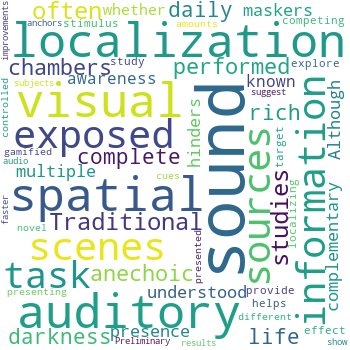 improvements
often
whether
daily
maskers
competing
anchors
stimulus
amounts
localization
controlled
chambers
study
performed
explore
subjects
awareness
known
suggest
visual
sound
information
Although
exposed
hinders
sources
rich
gamified
complete
studies
target
complementary
audio
multiple
cues
localizing
spatial
Traditional
presented
scenes
faster
task
anechoic
provide
novel
understood
helps
different
auditory
life
effect
presenting
darkness
presence
Preliminary
results
show